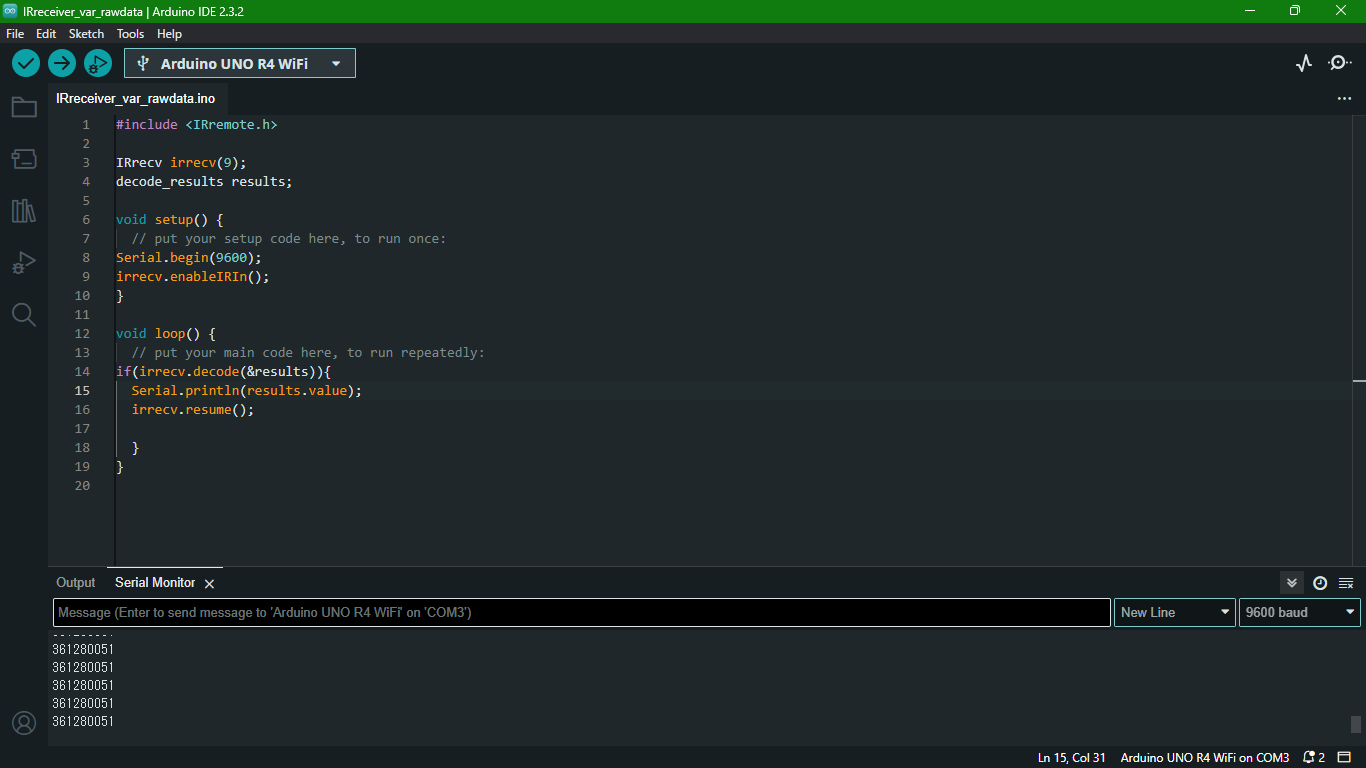 IRreceiver_var_rawdata | Arduino IDE 2.3.2
File Edit Sketch Tools Help
Arduino UNO R4 WiFi
IRreceiver_var_rawdata.ino
1 #include <IRremote.h>
2
3 IRrecv irrecv(9);
4 decode_results results;
5
6 void setup() {
7 // put your setup code here, to run once:
8 Serial.begin(9600);
9 irrecv.enableIRIn();
10 }
11
12 void loop() {
13 // put your main code here, to run repeatedly:
14 if(irrecv.decode(&results)){
15 Serial.println(results.value);
16 irrecv.resume();
17
18 }
19 }
20
Output Serial Monitor
Message (Enter to send message to 'Arduino UNO R4 WiFi' on 'COM3') New Line 9600 baud
361280051
361280051
361280051
361280051
361280051
Ln 15, Col 31 Arduino UNO R4 WiFi on COM3 2